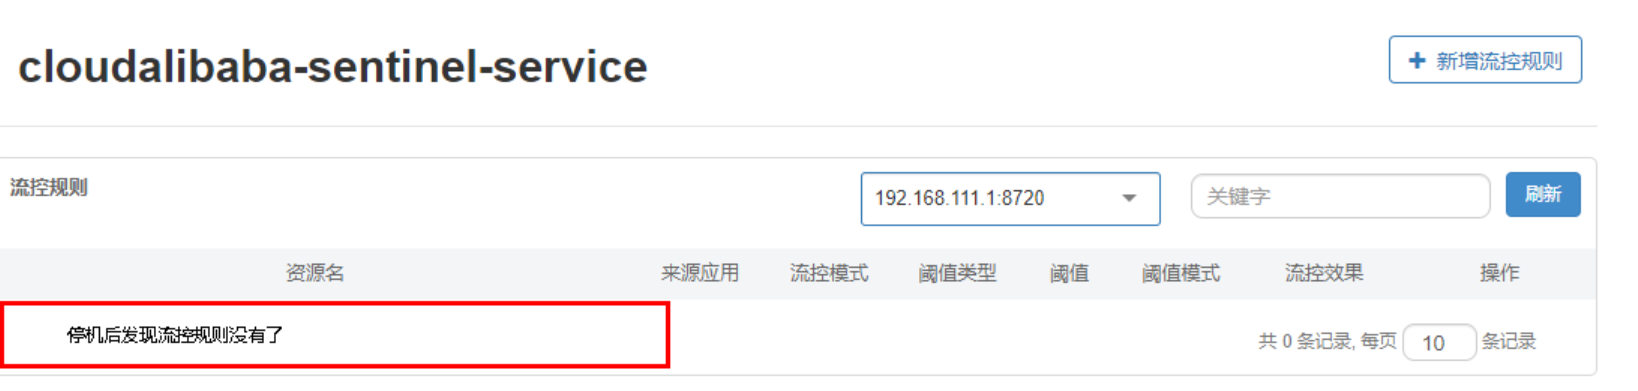 cloudalibaba-sentinel-service
+ 新增流控规则
流控规则
192.168.111.1:8720
关键字
刷新
资源名 来源应用 流控模式 阈值类型 阈值 阈值模式 流控效果 操作
停机后发现流控规则没有了
共 0 条记录, 每页 10 条记录